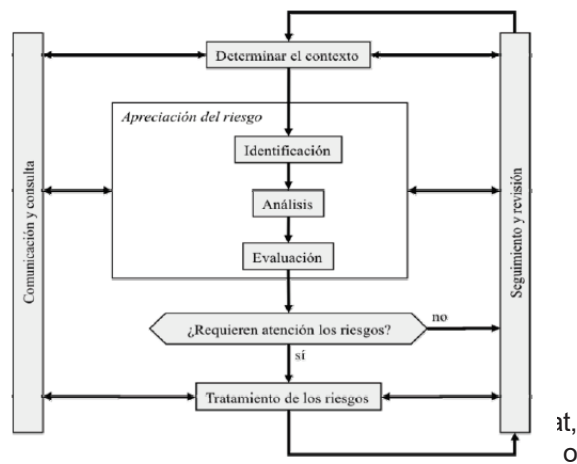 Determinar el contexto
Apreciación del riesgo
Identificación
Análisis
Evaluación
¿Requieren atención los riesgos?
no
sí
Tratamiento de los riesgos
Comunicación y consulta
Seguimiento y revisión
o